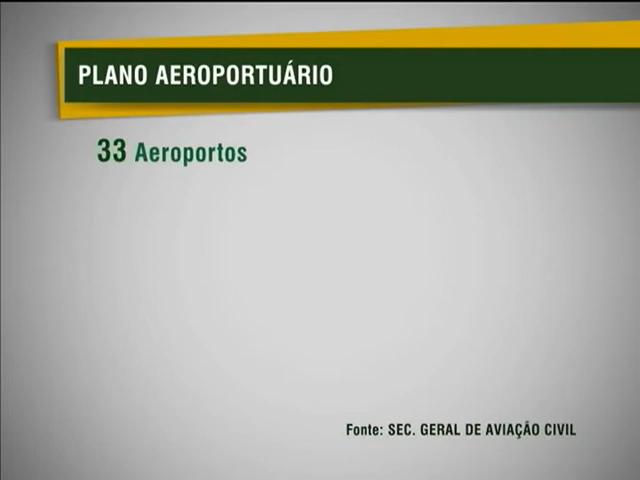 PLANO AEROPORTUÁRIO
33 Aeroportos
Fonte: SEC. GERAL DE AVIAÇÃO CIVIL